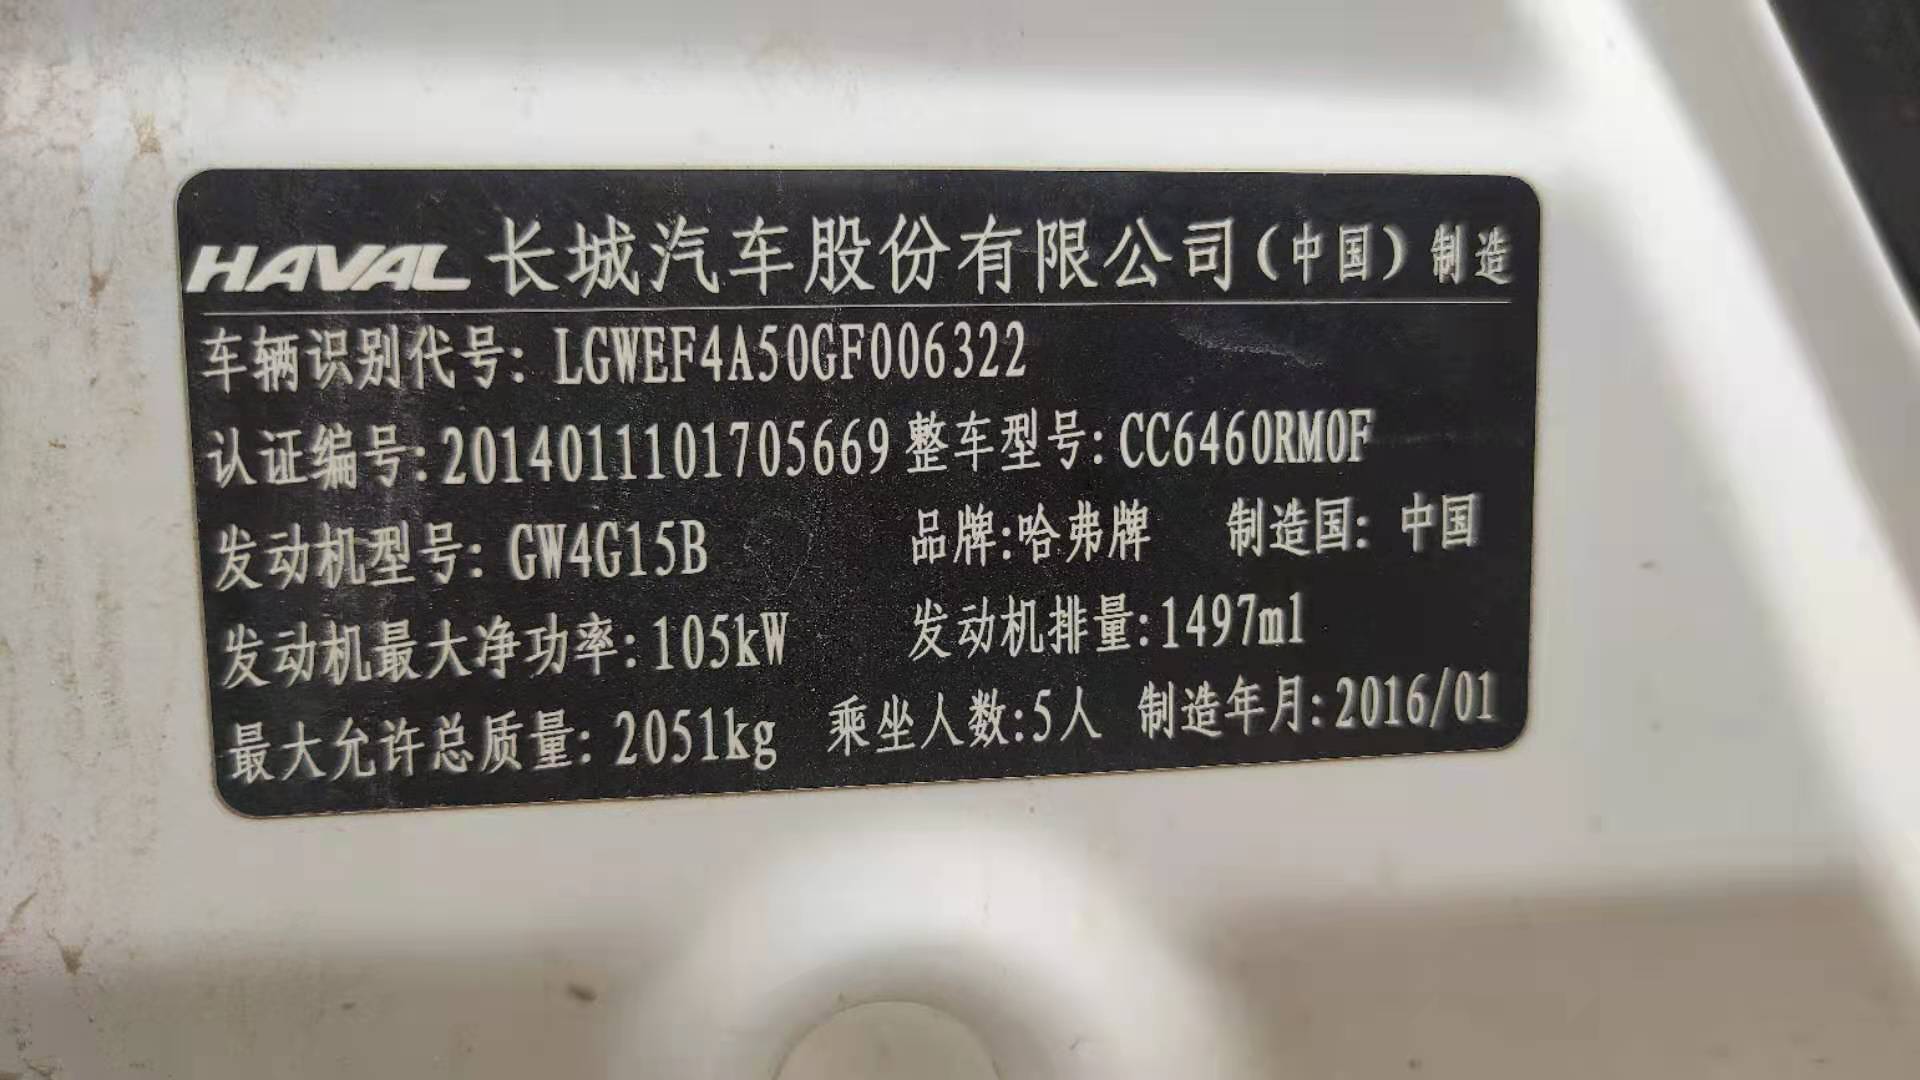 HAVAL 长城汽车股份有限公司(中国)制造
车辆识别代号: LGWEF4A50GF006322
认证编号:2014011101705669 整车型号:CC6460RM0F
发动机型号: GW4G15B 品牌:哈弗牌 制造国: 中国
发动机最大净功率:105kW 发动机排量:1497ml
最大允许总质量: 2051kg 乘坐人数:5人 制造年月:2016/01